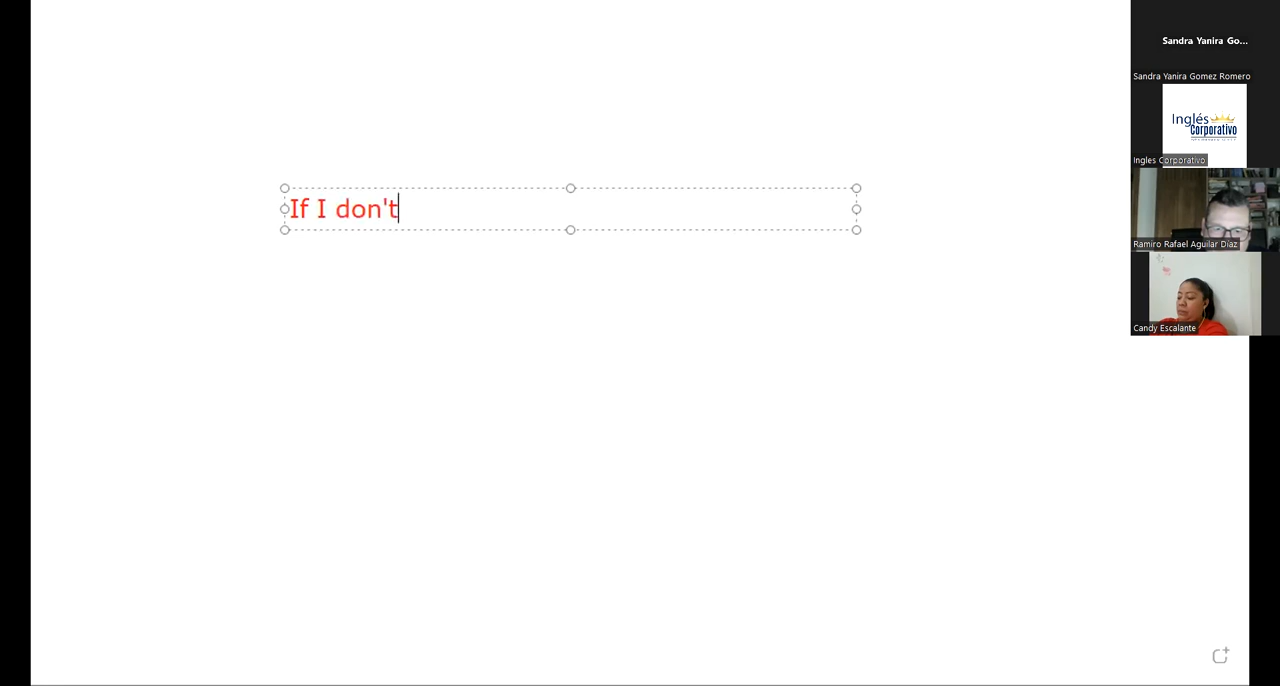 If I don't
Sandra Yanira Go...
Sandra Yanira Gomez Romero
Inglés
Corporativo
Ingles Corporativo
Ramiro Rafael Aguilar Díaz
Candy Escalante